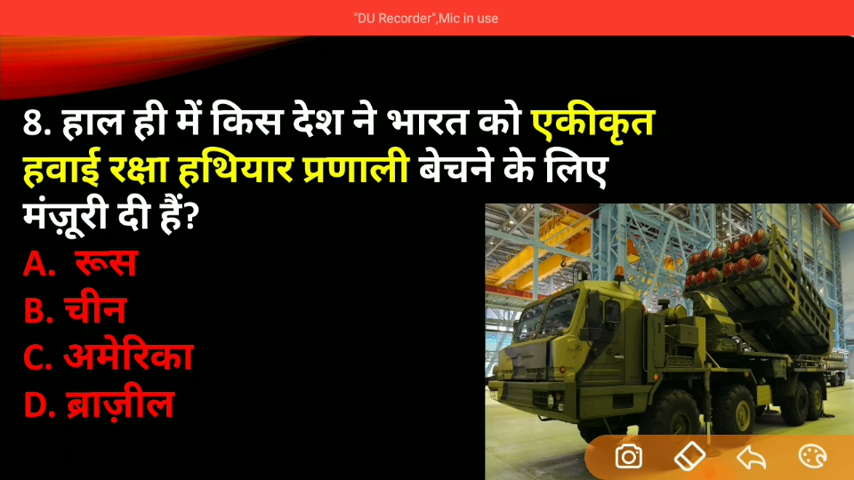 "DU Recorder",Mic in use
8. हाल ही में किस देश ने भारत को एकीकृत
हवाई रक्षा हथियार प्रणाली बेचने के लिए
मंज़ूरी दी हैं?
A. रूस
B. चीन
C. अमेरिका
D. ब्राज़ील